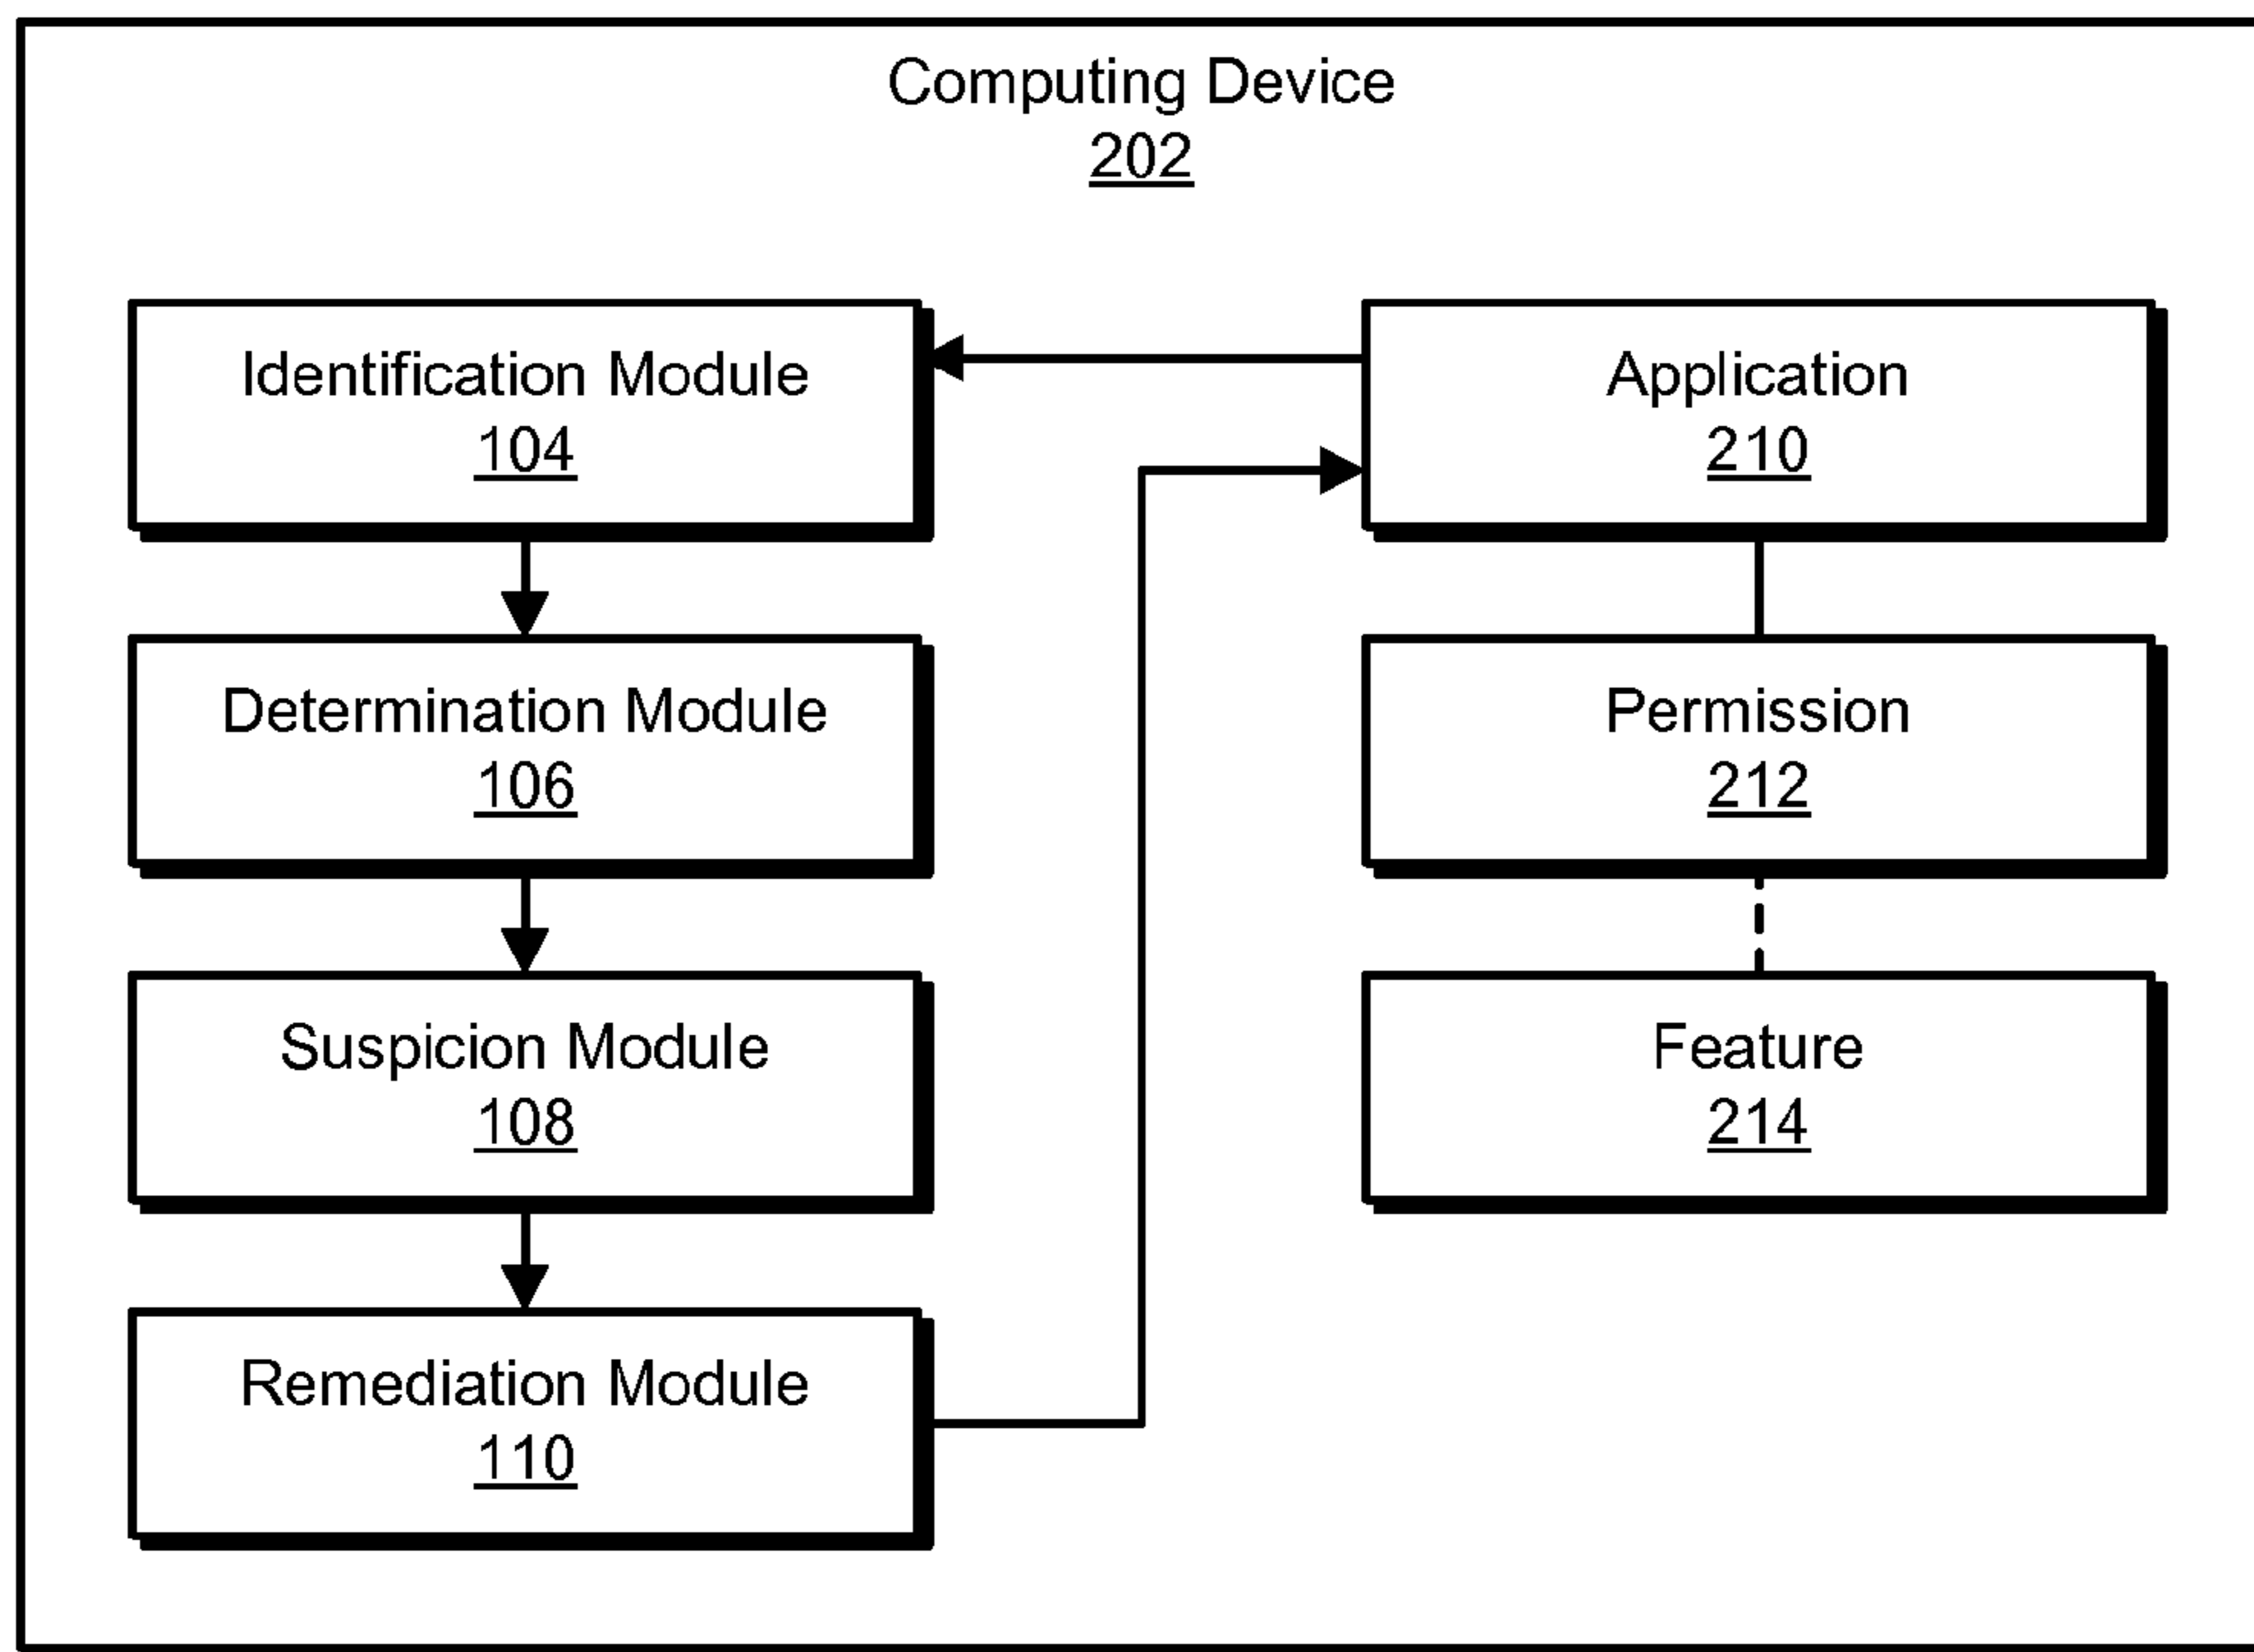 Computing Device
202
Identification Module
104
Application
210
Determination Module
106
Permission
212
Suspicion Module
108
Feature
214
Remediation Module
110